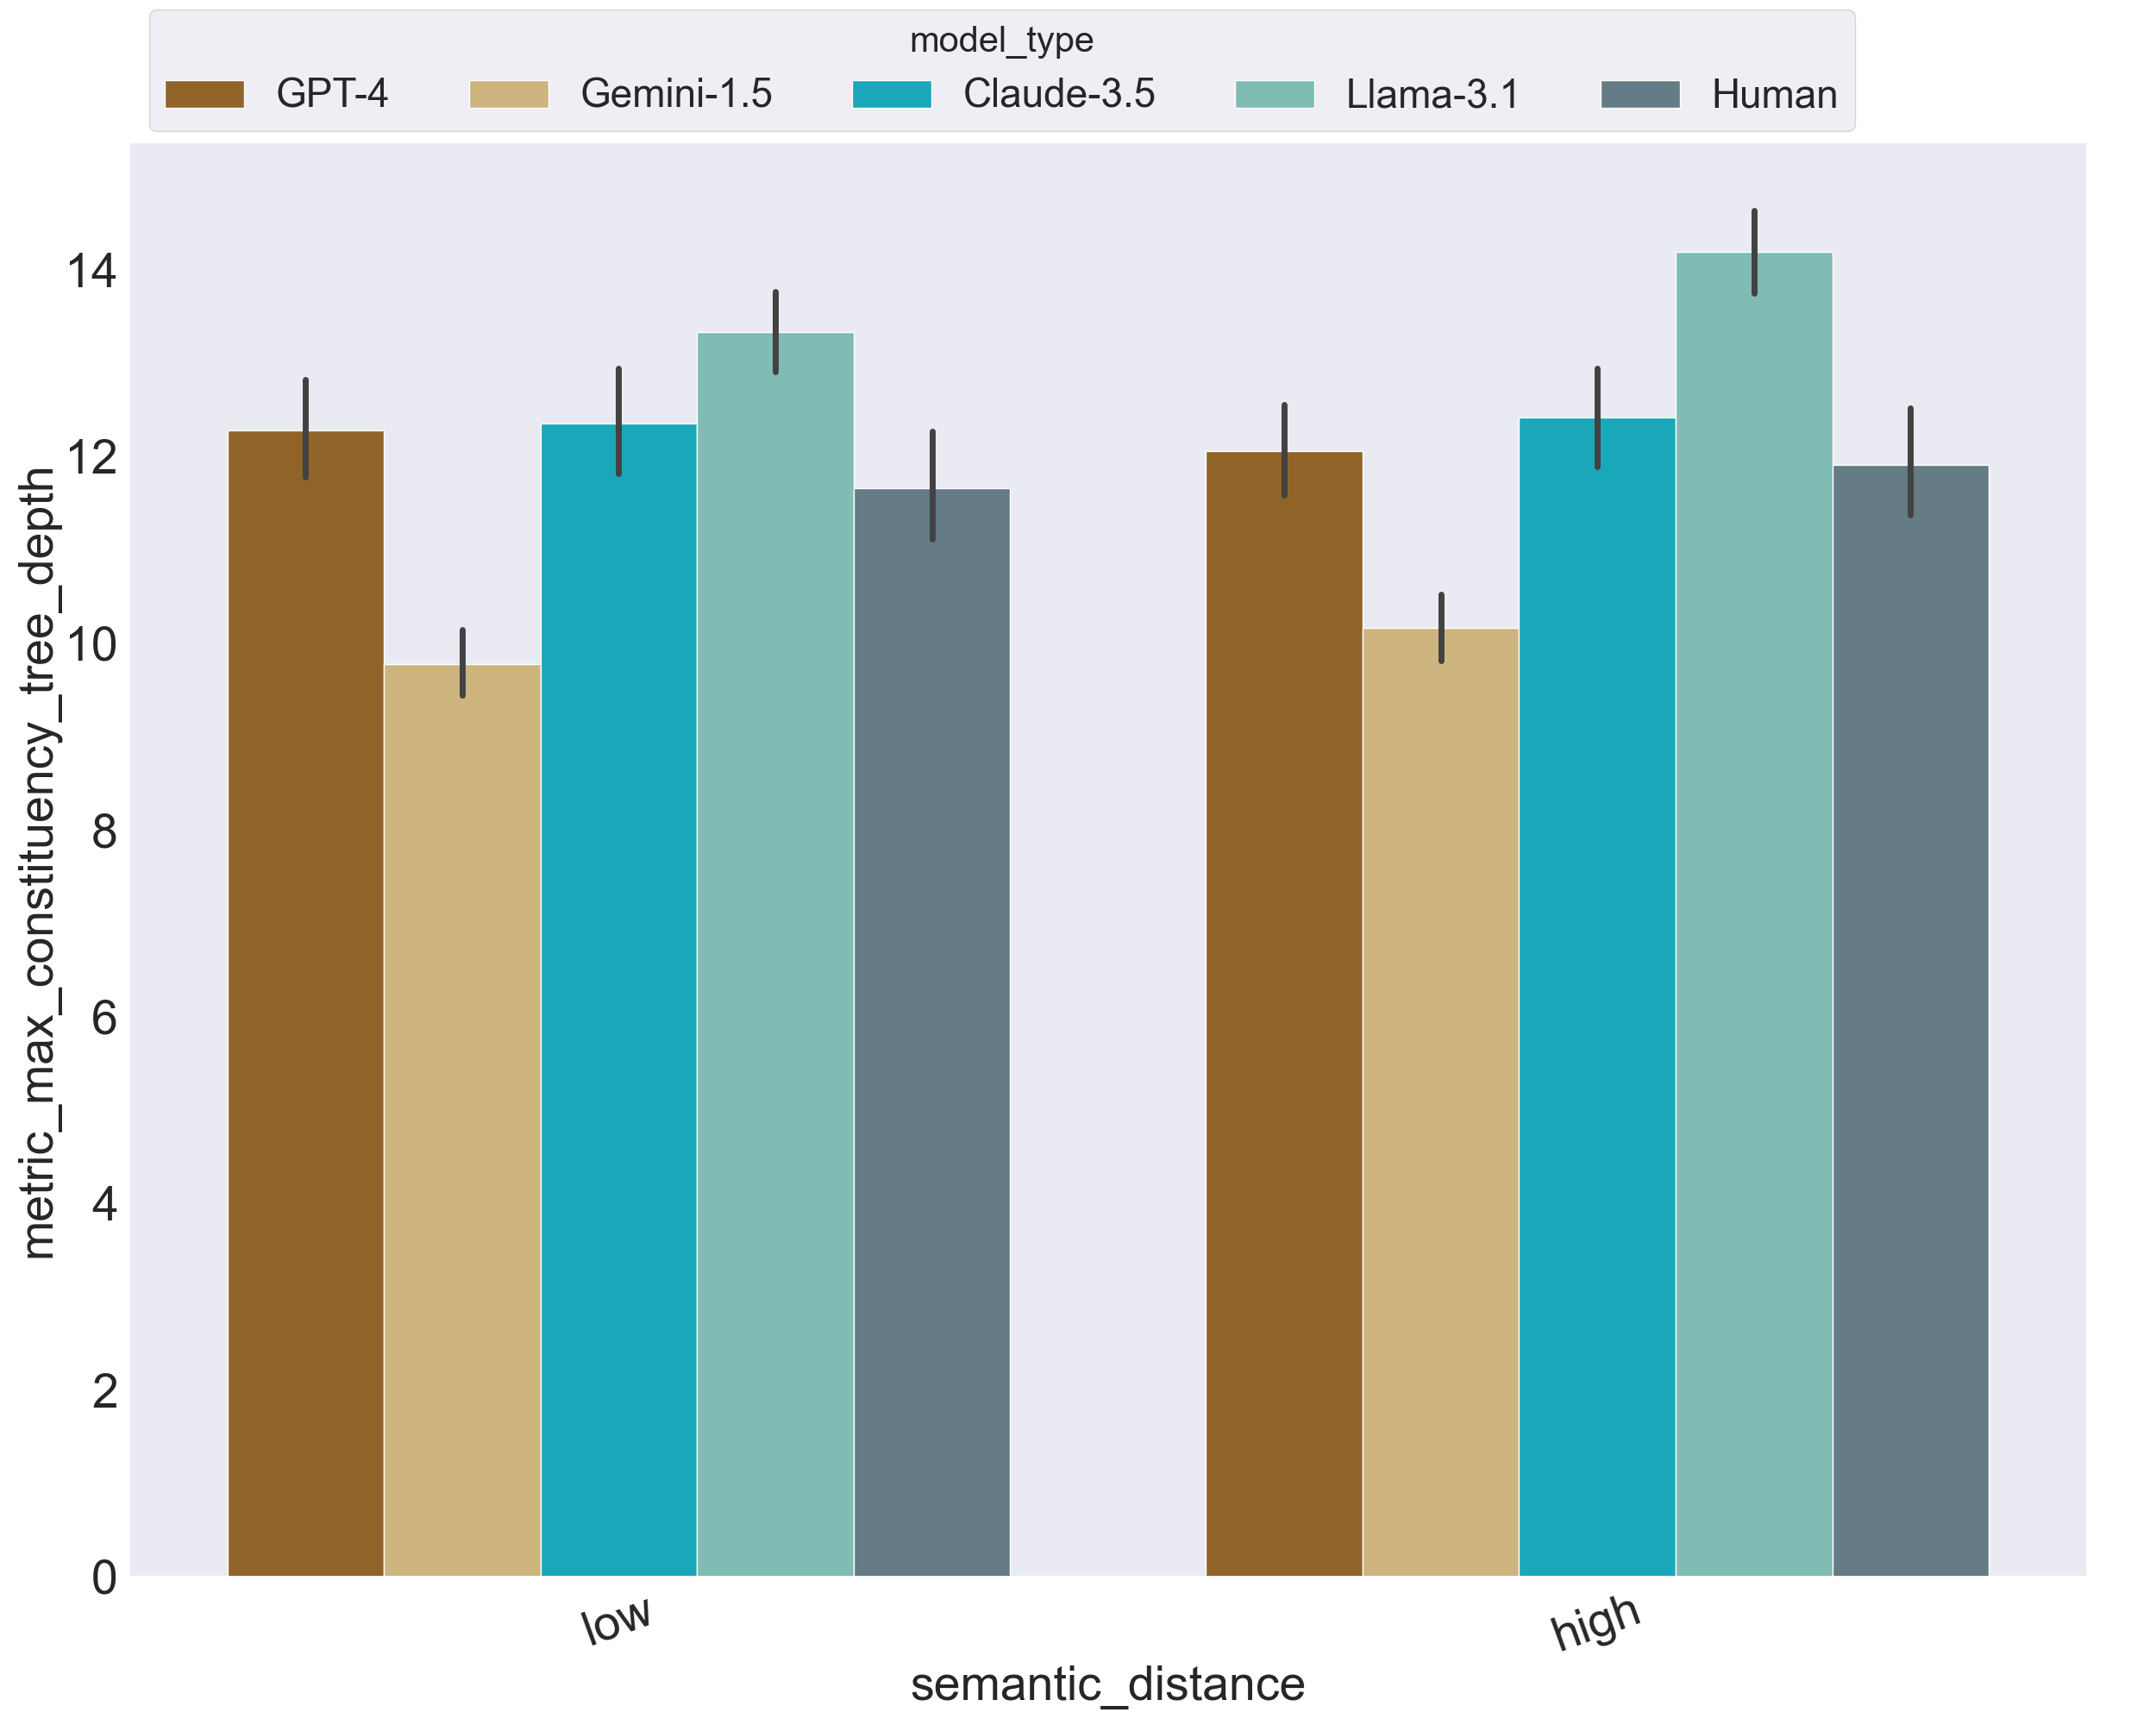 model_type
GPT-4 Gemini-1.5 Claude-3.5 Llama-3.1 Human
metric_max_constituency_tree_depth
14
12
10
8
6
4
2
0
low high
semantic_distance